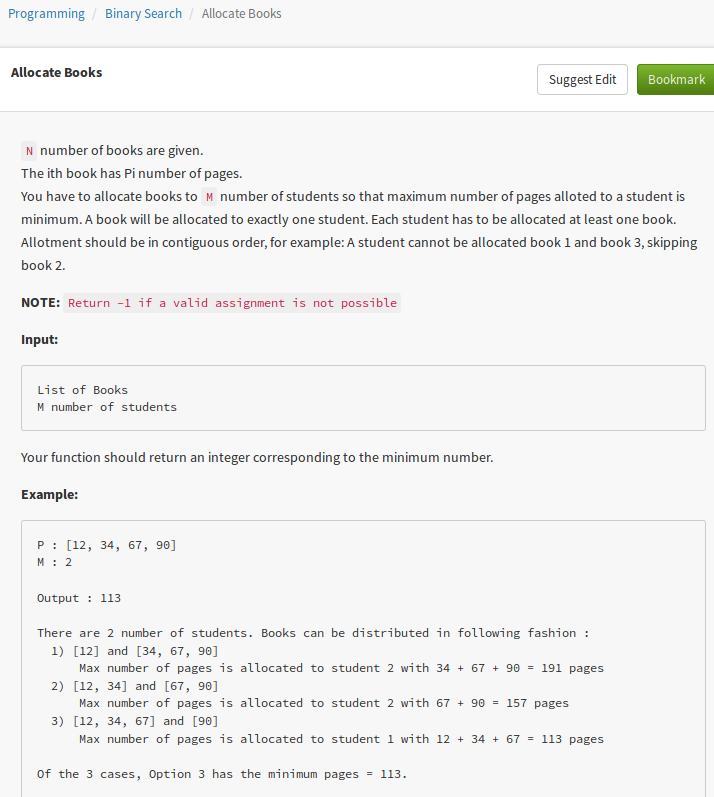 Programming / Binary Search / Allocate Books
Allocate Books
Suggest Edit
Bookmark
N number of books are given.
The ith book has Pi number of pages.
You have to allocate books to M number of students so that maximum number of pages alloted to a student is
minimum. A book will be allocated to exactly one student. Each student has to be allocated at least one book.
Allotment should be in contiguous order, for example: A student cannot be allocated book 1 and book 3, skipping
book 2.
NOTE: Return -1 if a valid assignment is not possible
Input:
List of Books
M number of students
Your function should return an integer corresponding to the minimum number.
Example:
P : [12, 34, 67, 90]
M : 2
Output : 113
There are 2 number of students. Books can be distributed in following fashion :
1) [12] and [34, 67, 90]
Max number of pages is allocated to student 2 with 34 + 67 + 90 = 191 pages
2) [12, 34] and [67, 90]
Max number of pages is allocated to student 2 with 67 + 90 = 157 pages
3) [12, 34, 67] and [90]
Max number of pages is allocated to student 1 with 12 + 34 + 67 = 113 pages
Of the 3 cases, Option 3 has the minimum pages = 113.